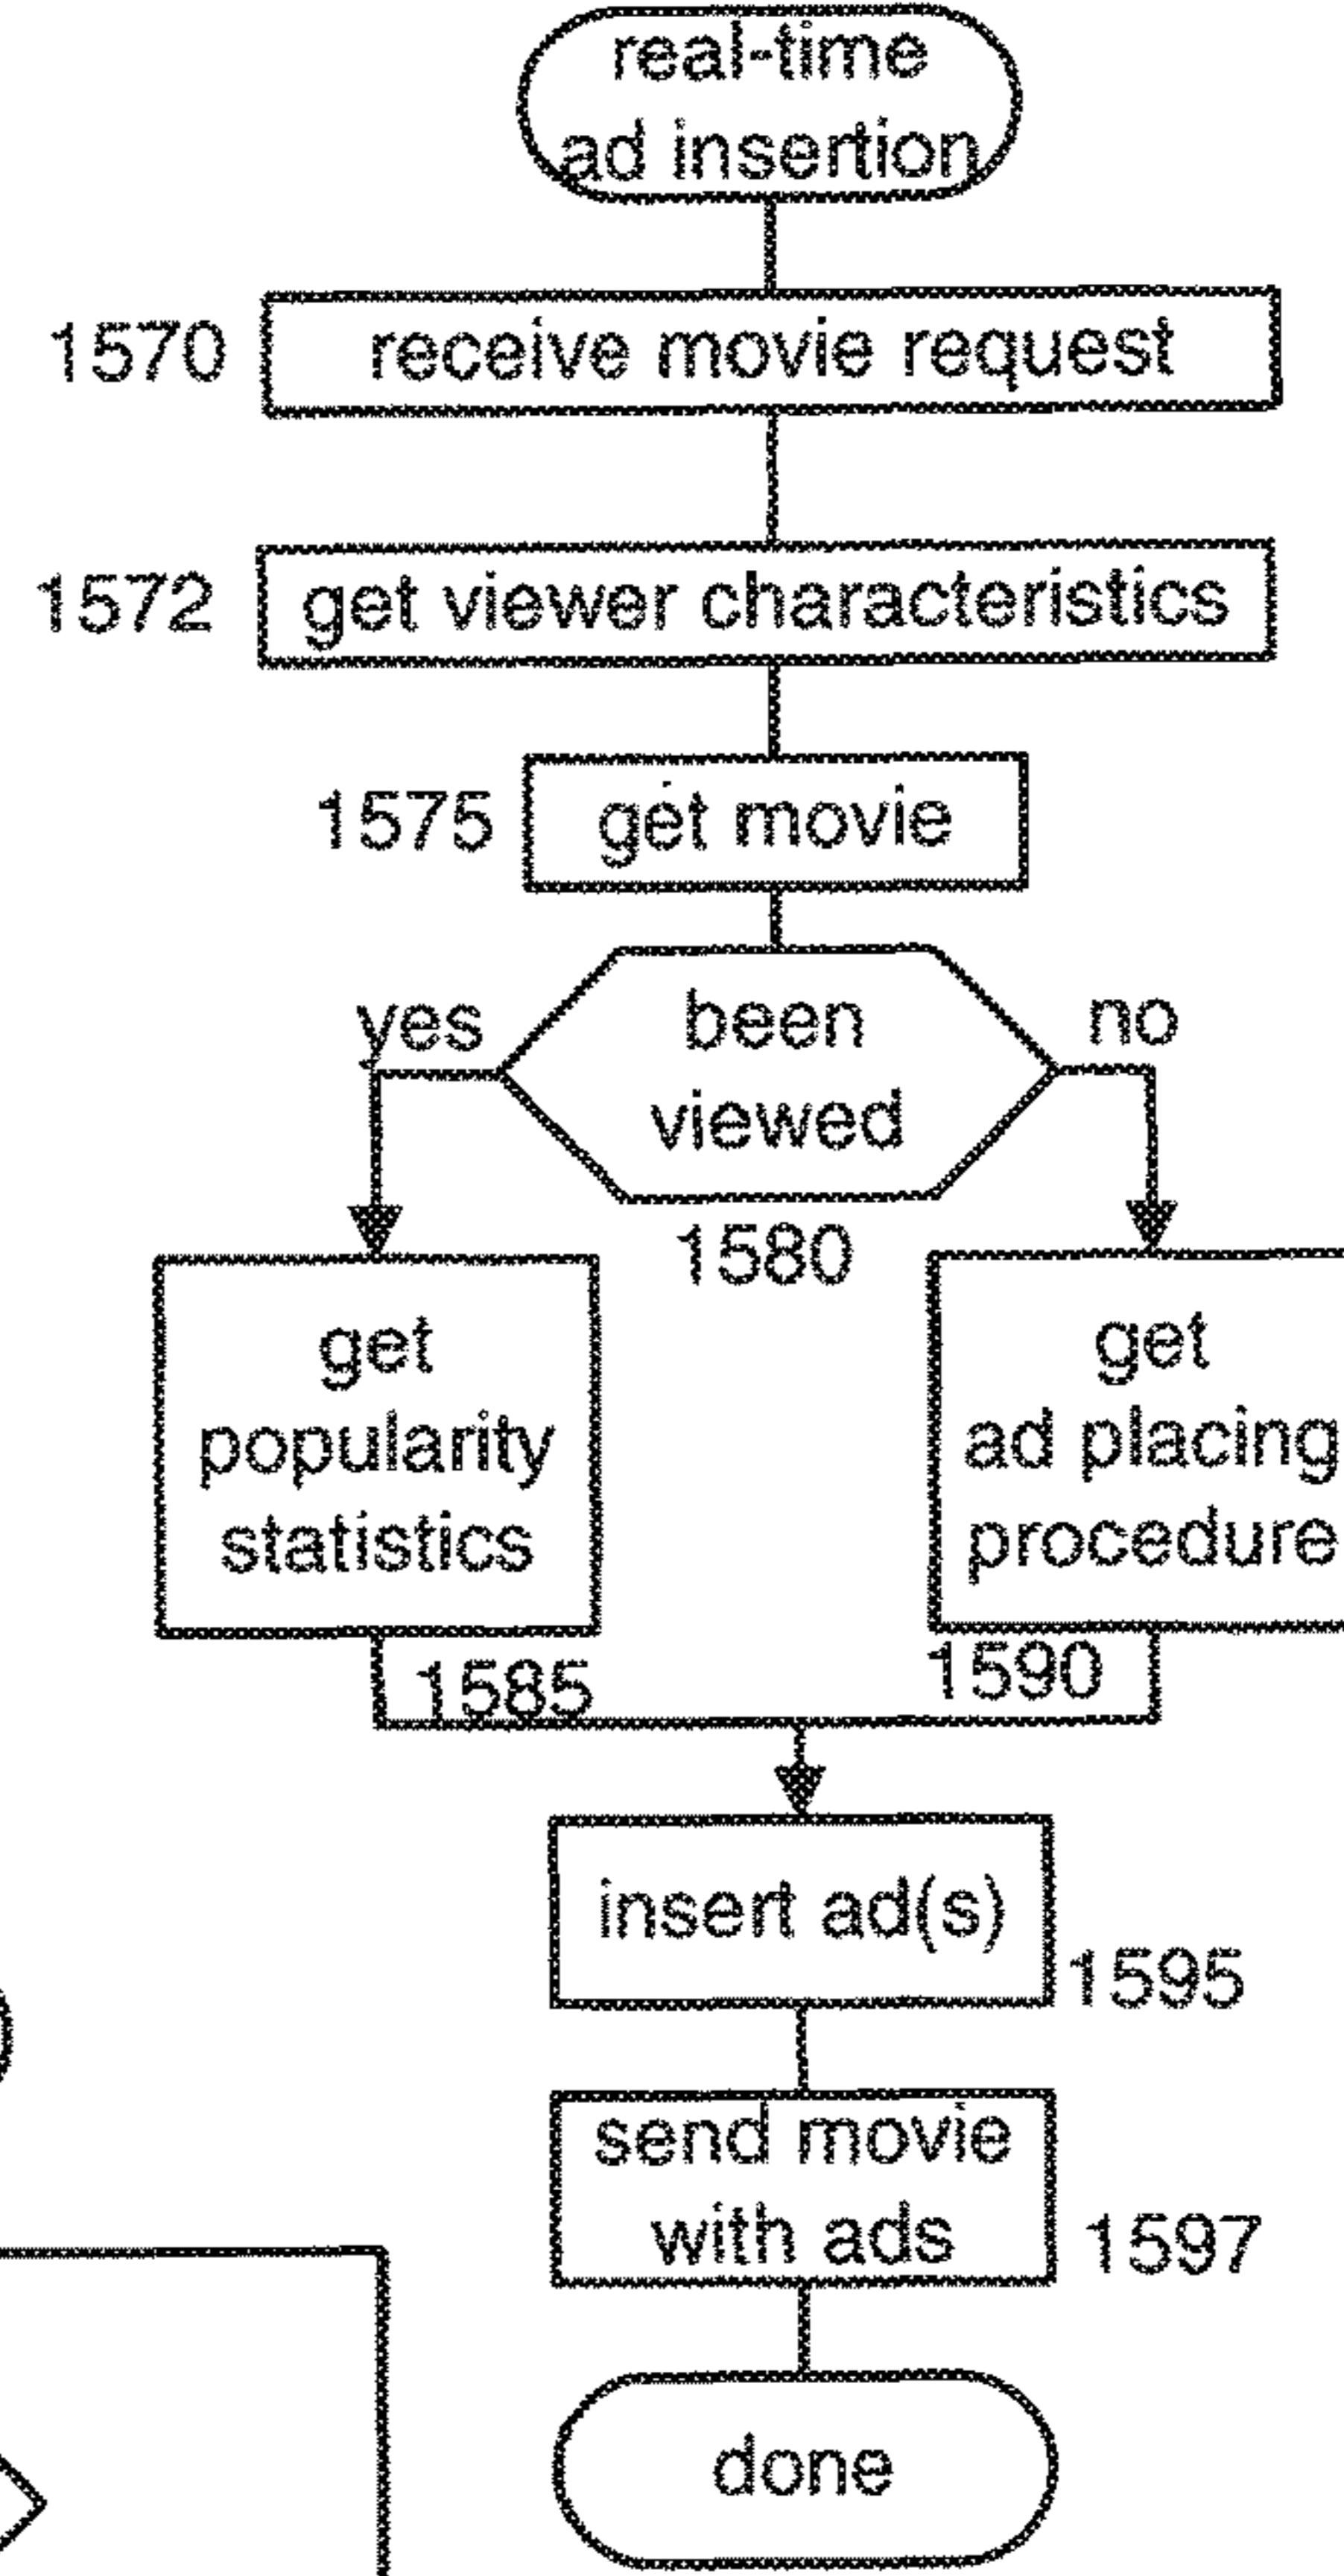 real-time
ad insertion
1570
receive movie request
1572
get viewer characteristics
1575
get movie
yes
been
viewed
no
1580
get
popularity
statistics
get
ad placing
procedure
1585
1590
insert ad(s)
1595
send movie
with ads
1597
done